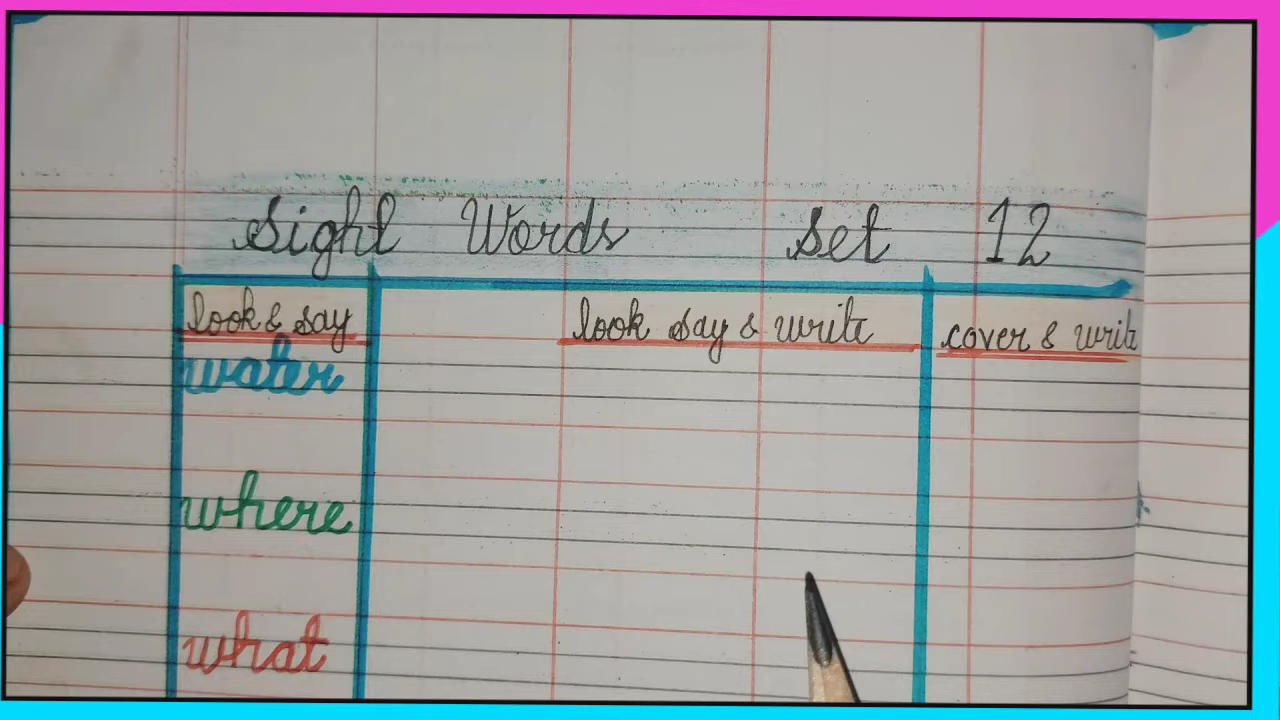 Sight Words Set 12
look & say look say & write cover & write
water
where
what